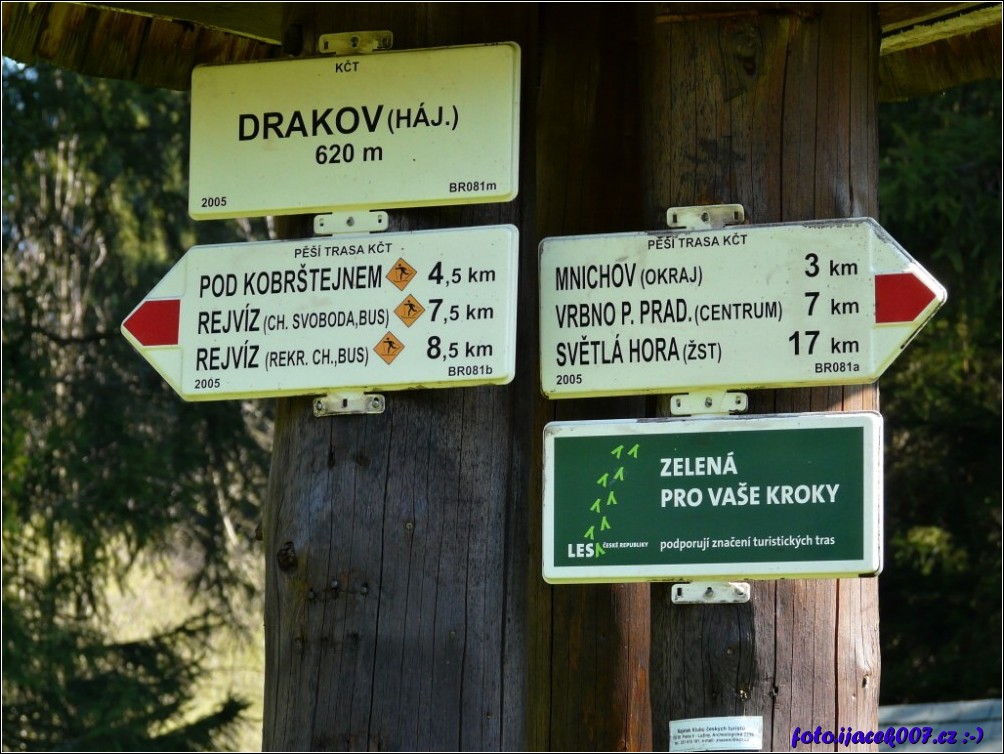 KČT
DRAKOV (HÁJ.)
620 m
2005 BR081m
PĚŠÍ TRASA KČT
POD KOBRŠTEJNEM 4,5 km
REJVÍZ (CH. SVOBODA,BUS) 7,5 km
REJVÍZ (REKR. CH.,BUS) 8,5 km
2005 BR081b
PĚŠÍ TRASA KČT
MNICHOV (OKRAJ) 3 km
VRBNO P. PRAD. (CENTRUM) 7 km
SVĚTLÁ HORA (ŽST) 17 km
2005 BR081a
ZELENÁ
PRO VAŠE KROKY
LESY ČESKÉ REPUBLIKY podporují značení turistických tras
foto.ijacek007.cz :-)